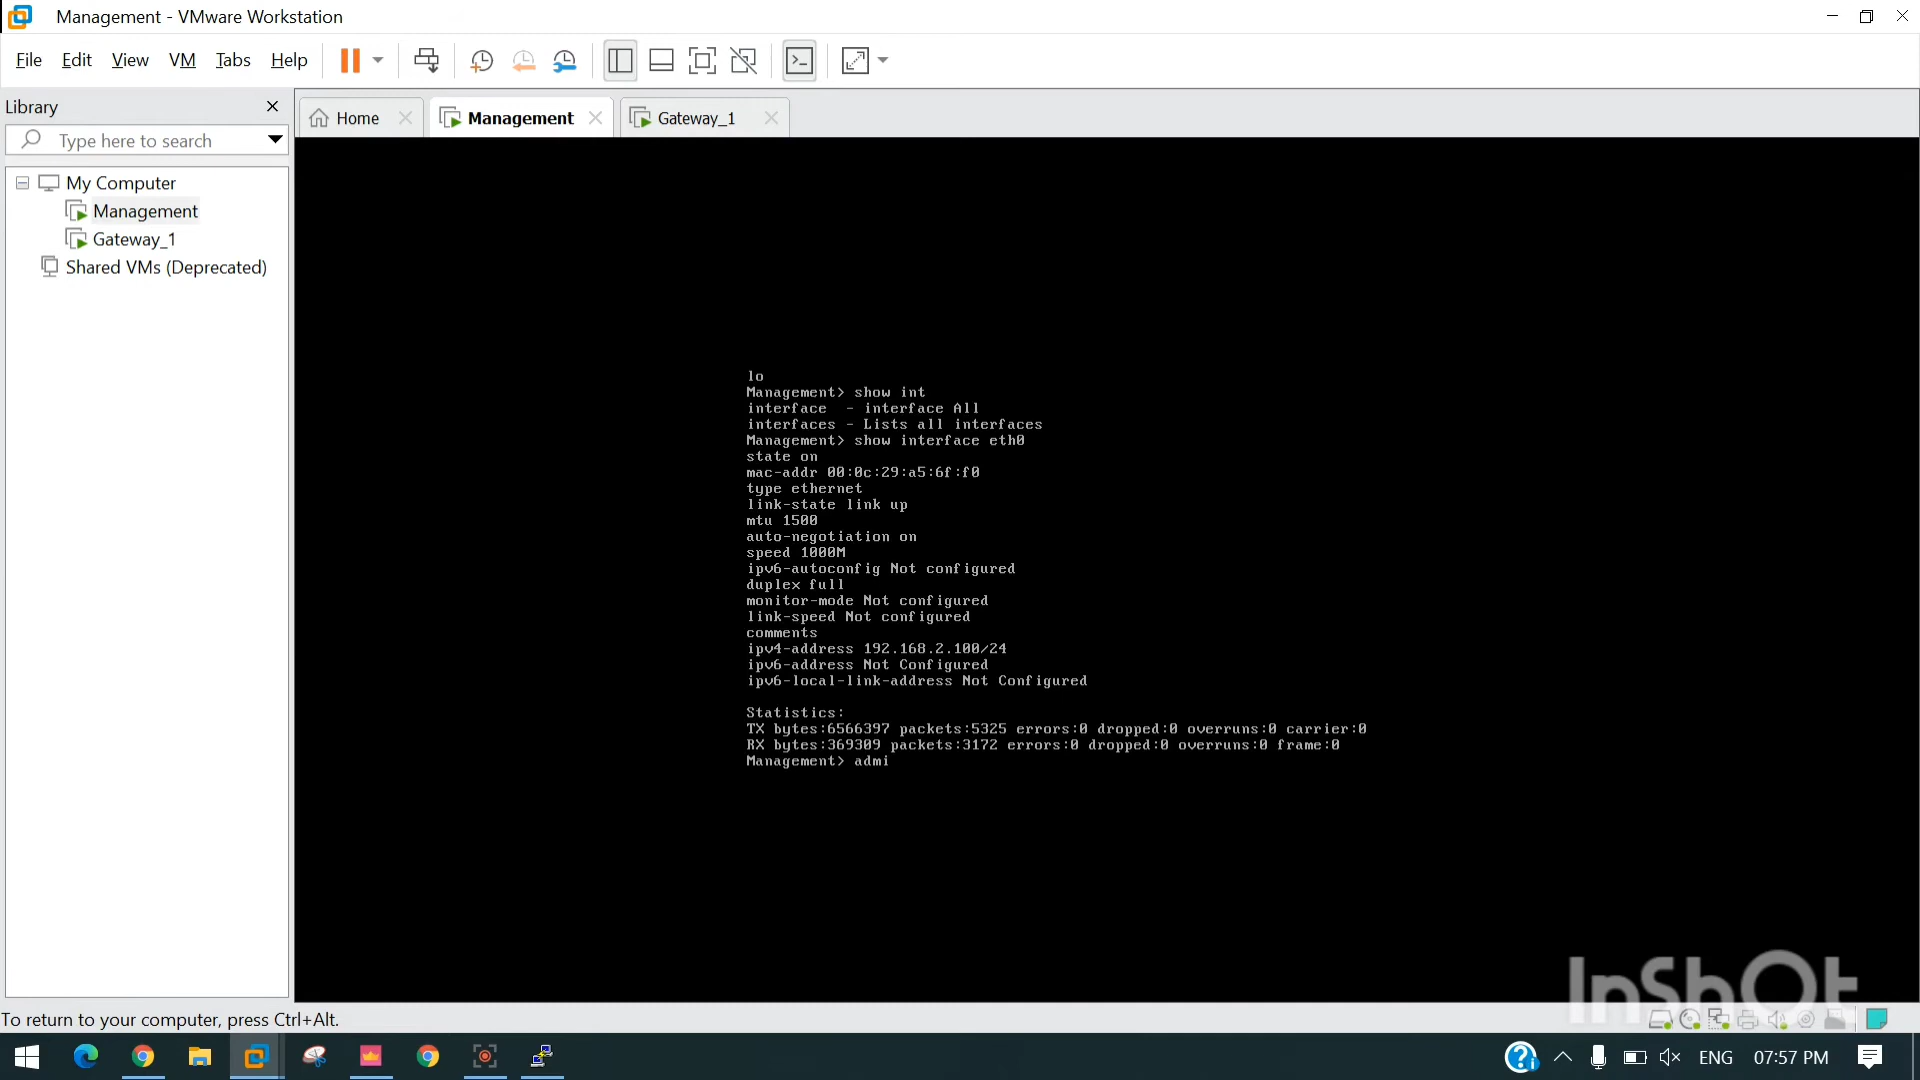 Management - VMware Workstation
File Edit View VM Tabs Help
Library
Type here to search
My Computer
Management
Gateway_1
Shared VMs (Deprecated)
Home
Management
Gateway_1
lo
Management> show int
interface  - interface All
interfaces - Lists all interfaces
Management> show interface eth0
state on
mac-addr 00:0c:29:a5:6f:f0
type ethernet
link-state link up
mtu 1500
auto-negotiation on
speed 1000M
ipv6-autoconfig Not configured
duplex full
monitor-mode Not configured
link-speed Not configured
comments
ipv4-address 192.168.2.100/24
ipv6-address Not Configured
ipv6-local-link-address Not Configured
Statistics:
TX bytes:6566397 packets:5325 errors:0 dropped:0 overruns:0 carrier:0
RX bytes:369309 packets:3172 errors:0 dropped:0 overruns:0 frame:0
Management> admi
InShOt
To return to your computer, press Ctrl+Alt.
ENG 07:57 PM